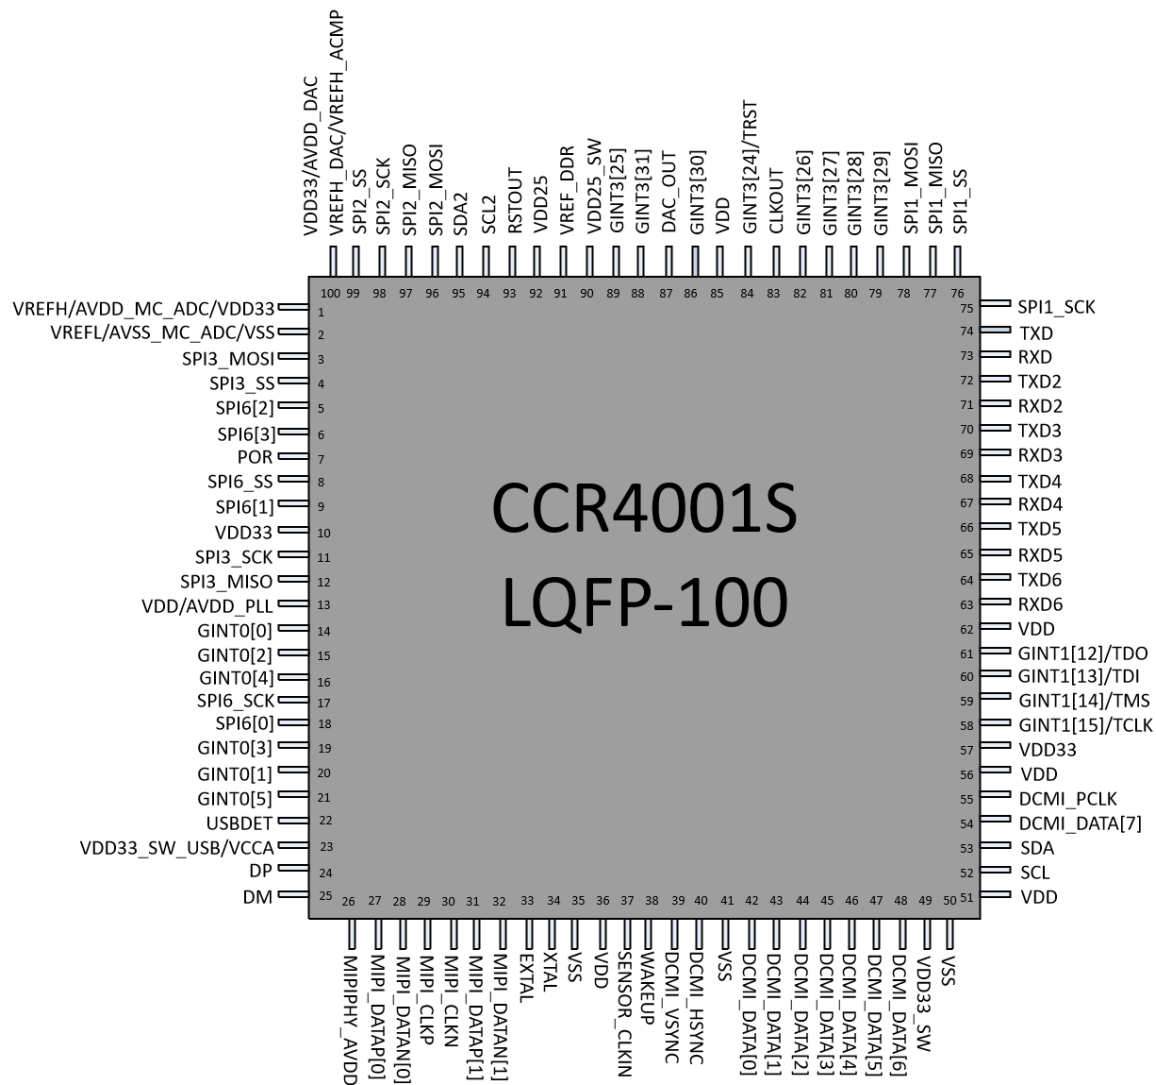 VDD33/AVDD_DAC
VREFH_DAC/VREFH_ACMP
SPI2_SS
SPI2_SCK
SPI2_MISO
SPI2_MOSI
SDA2
SCL2
RSTOUT
VDD25
VREF_DDR
VDD25_SW
GINT3[25]
GINT3[31]
DAC_OUT
GINT3[30]
VDD
GINT3[24]/TRST
CLKOUT
GINT3[26]
GINT3[27]
GINT3[28]
GINT3[29]
SPI1_MOSI
SPI1_MISO
SPI1_SS
100 99 98 97 96 95 94 93 92 91 90 89 88 87 86 85 84 83 82 81 80 79 78 77 76
VREFH/AVDD_MC_ADC/VDD33 1
VREFL/AVSS_MC_ADC/VSS 2
SPI3_MOSI 3
SPI3_SS 4
SPI6[2] 5
SPI6[3] 6
POR 7
SPI6_SS 8
SPI6[1] 9
VDD33 10
SPI3_SCK 11
SPI3_MISO 12
VDD/AVDD_PLL 13
GINT0[0] 14
GINT0[2] 15
GINT0[4] 16
SPI6_SCK 17
SPI6[0] 18
GINT0[3] 19
GINT0[1] 20
GINT0[5] 21
USBDET 22
VDD33_SW_USB/VCCA 23
DP 24
DM 25
CCR4001S
LQFP-100
75 SPI1_SCK
74 TXD
73 RXD
72 TXD2
71 RXD2
70 TXD3
69 RXD3
68 TXD4
67 RXD4
66 TXD5
65 RXD5
64 TXD6
63 RXD6
62 VDD
61 GINT1[12]/TDO
60 GINT1[13]/TDI
59 GINT1[14]/TMS
58 GINT1[15]/TCLK
57 VDD33
56 VDD
55 DCMI_PCLK
54 DCMI_DATA[7]
53 SDA
52 SCL
51 VDD
26 27 28 29 30 31 32 33 34 35 36 37 38 39 40 41 42 43 44 45 46 47 48 49 50
MIPIPHY_AVDD
MIPI_DATAP[0]
MIPI_DATAN[0]
MIPI_CLKP
MIPI_CLKN
MIPI_DATAP[1]
MIPI_DATAN[1]
EXTAL
XTAL
VSS
VDD
SENSOR_CLKIN
WAKEUP
DCMI_VSYNC
DCMI_HSYNC
VSS
DCMI_DATA[0]
DCMI_DATA[1]
DCMI_DATA[2]
DCMI_DATA[3]
DCMI_DATA[4]
DCMI_DATA[5]
DCMI_DATA[6]
VDD33_SW
VSS